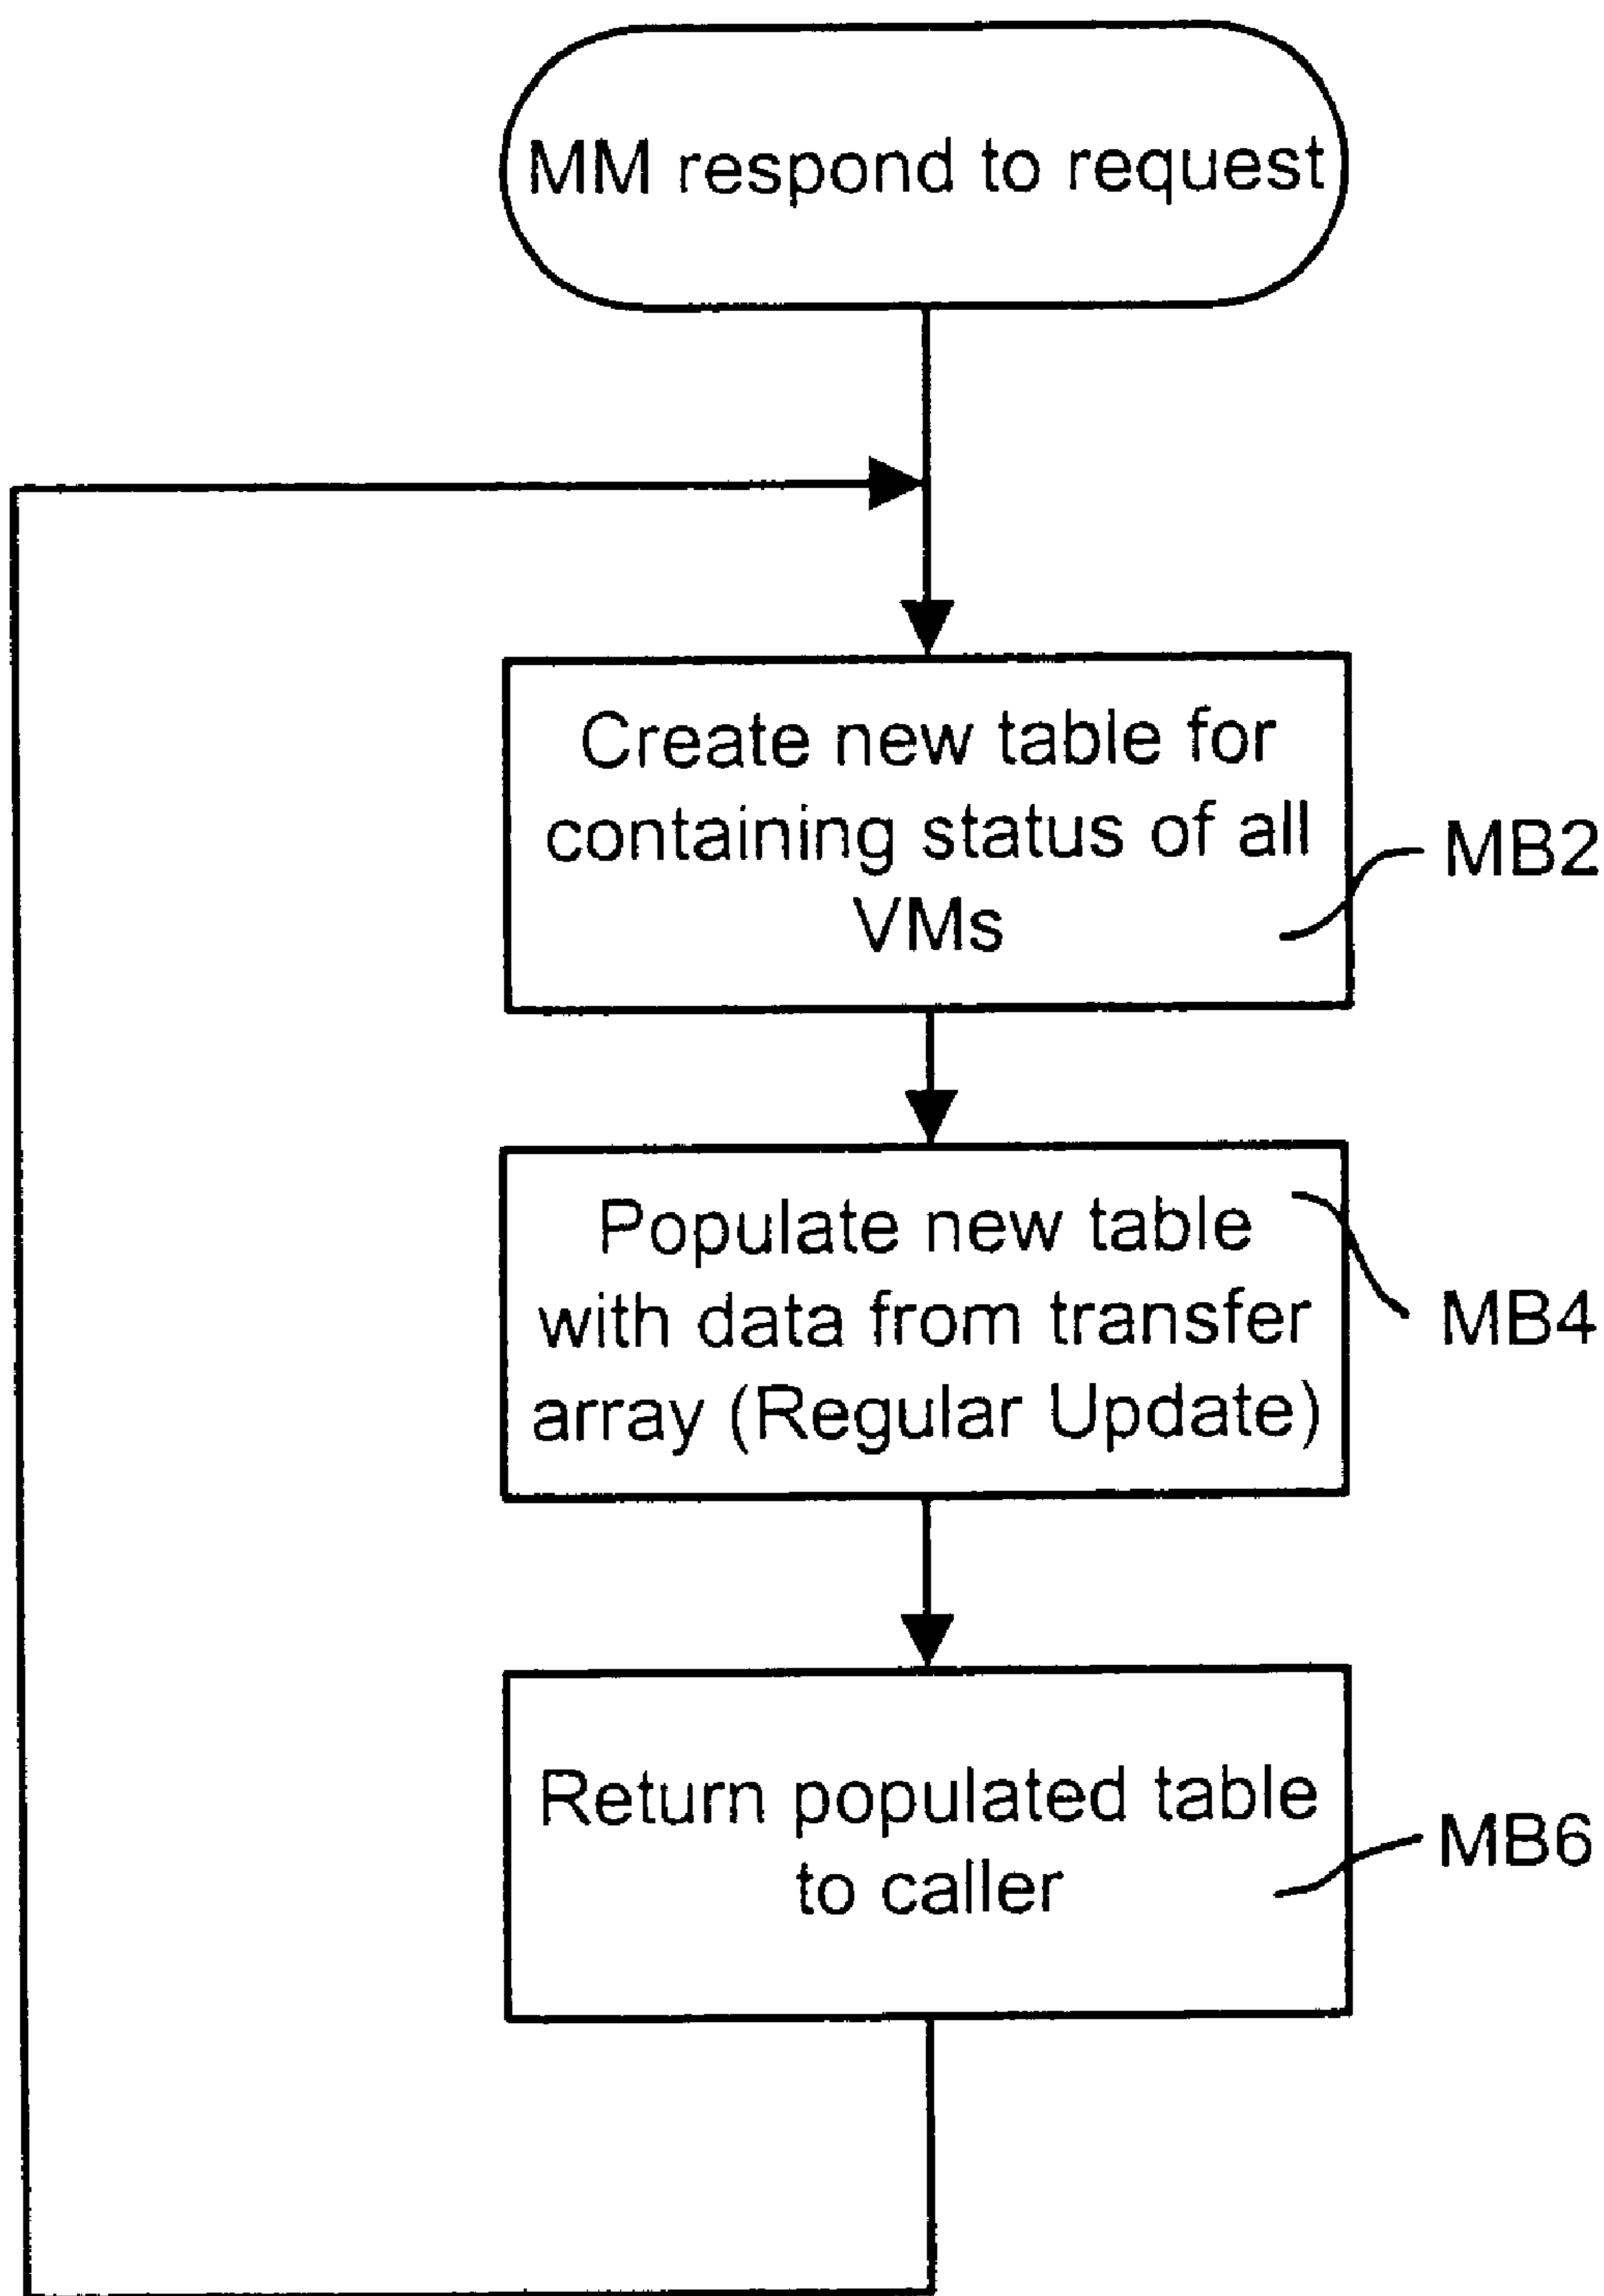 MM respond to request
Create new table for
containing status of all
VMs
MB2
Populate new table
with data from transfer
array (Regular Update)
MB4
Return populated table
to caller
MB6